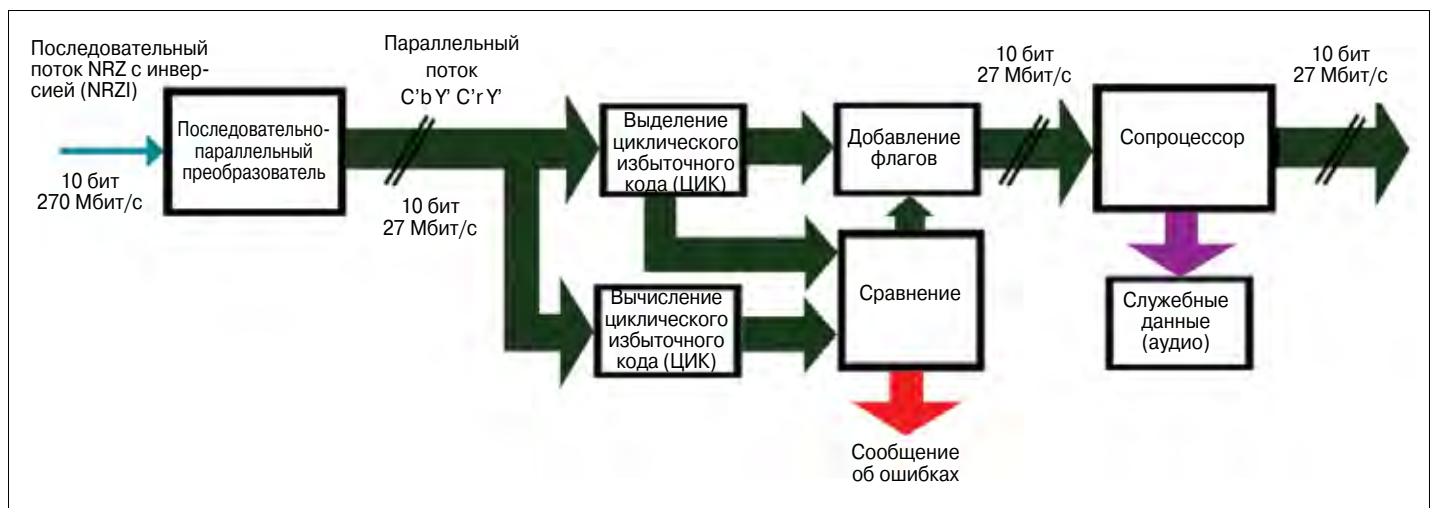 Последовательный
поток NRZ с инвер-
сией (NRZI)
10 бит
270 Мбит/с
Последовательно-
параллельный
преобразователь
Параллельный
поток
C'b Y' C'r Y'
10 бит
27 Мбит/с
Выделение
циклического
избыточного
кода (ЦИК)
Вычисление
циклического
избыточного
кода (ЦИК)
Добавление
флагов
Сравнение
Сообщение
об ошибках
10 бит
27 Мбит/с
Сопроцессор
Служебные
данные
(аудио)
10 бит
27 Мбит/с